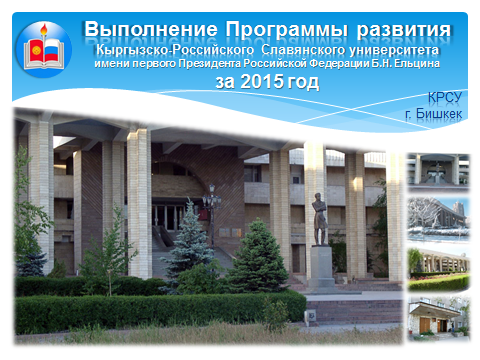 Выполнение Программы развития
Кыргызско-Российского Славянского университета
имени первого Президента Российской Федерации Б.Н. Ельцина
за 2015 год
КРСУ
г. Бишкек